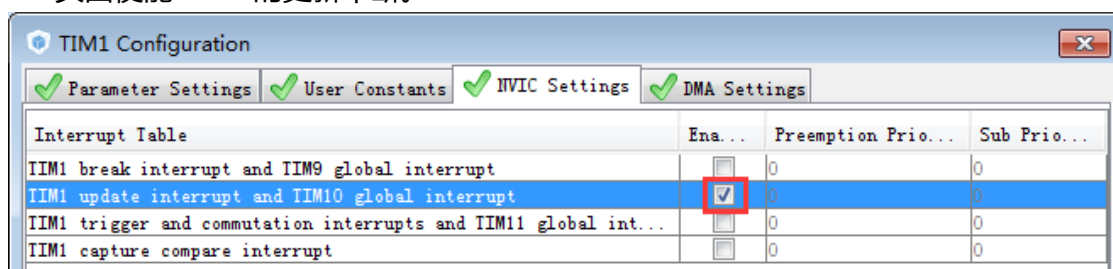 TIM1 Configuration
Parameter Settings User Constants NVIC Settings DMA Settings
Interrupt Table Ena... Preemption Prio... Sub Prio...
TIM1 break interrupt and TIM9 global interrupt 0 0
TIM1 update interrupt and TIM10 global interrupt 0 0
TIM1 trigger and commutation interrupts and TIM11 global int... 0 0
TIM1 capture compare interrupt 0 0